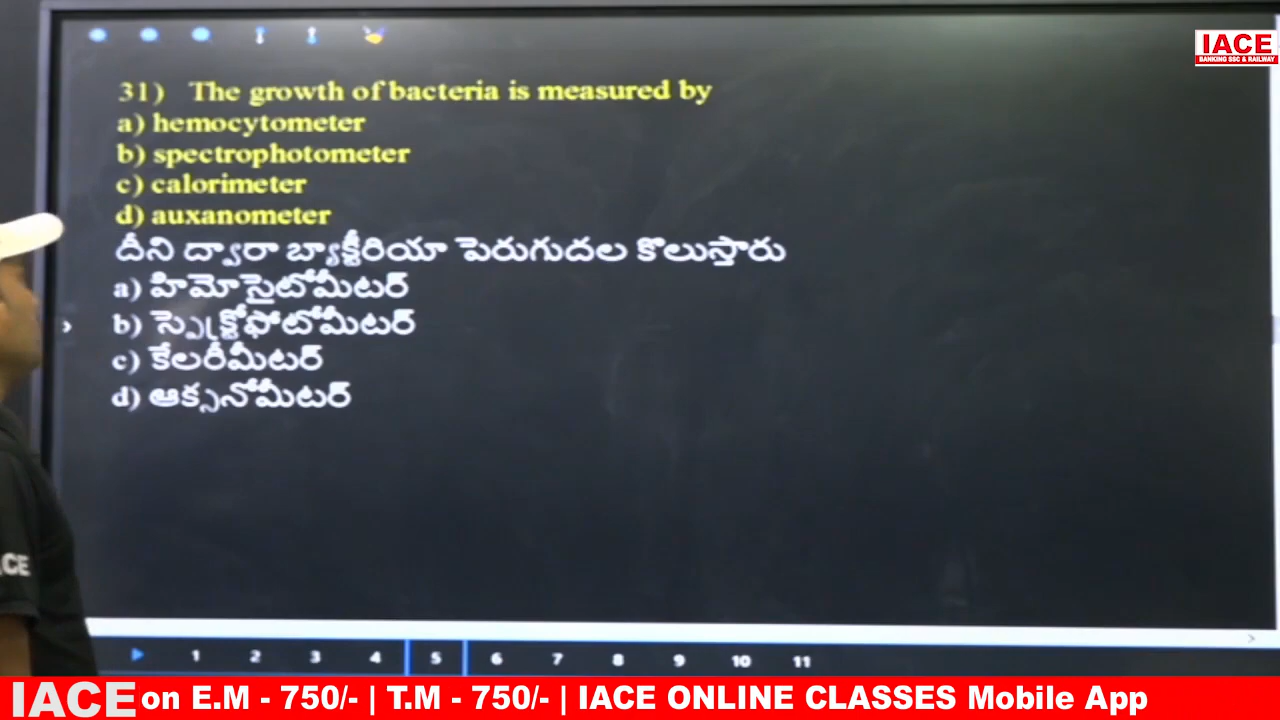 IACE
BANKING SSC & RAILWAY
31) The growth of bacteria is measured by
a) hemocytometer
b) spectrophotometer
c) calorimeter
d) auxanometer
దీని ద్వారా బ్యాక్టీరియా పెరుగుదల కొలుస్తారు
a) హిమోసైటోమీటర్
b) స్పెక్ట్రోఫోటోమీటర్
c) కేలరీమీటర్
d) ఆక్సనోమీటర్
CE
1 2 3 4 5 6 7 8 9 10 11
IACE on E.M - 750/- | T.M - 750/- | IACE ONLINE CLASSES Mobile App